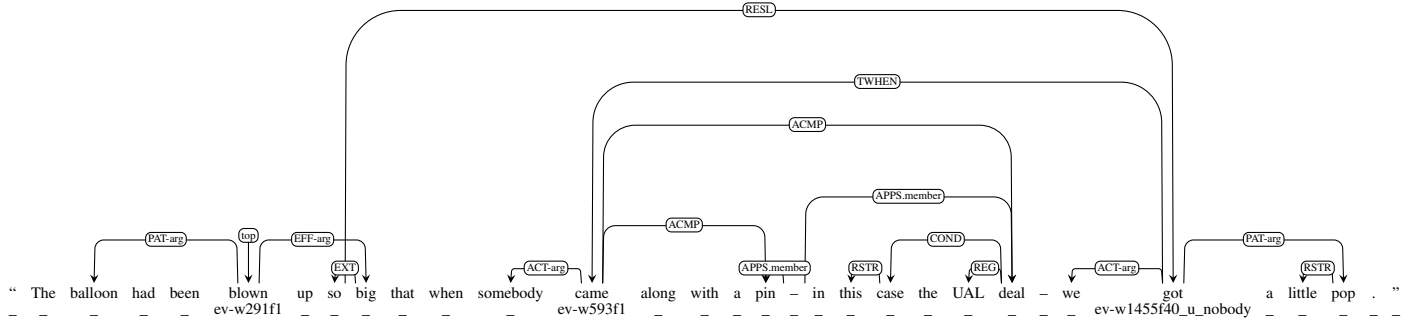 RESL
TWHEN
ACMP
APPS.member
ACMP
PAT-arg top EFF-arg COND PAT-arg
EXT ACT-arg APPS.member RSTR REG ACT-arg RSTR
“ The balloon had been blown up so big that when somebody came along with a pin – in this case the UAL deal – we got a little pop . ”
_ _ _ _ _ ev-w291f1 _ _ _ _ _ _ ev-w593f1 _ _ _ _ _ _ _ _ _ _ _ _ _ ev-w1455f40_u_nobody _ _ _ _ _